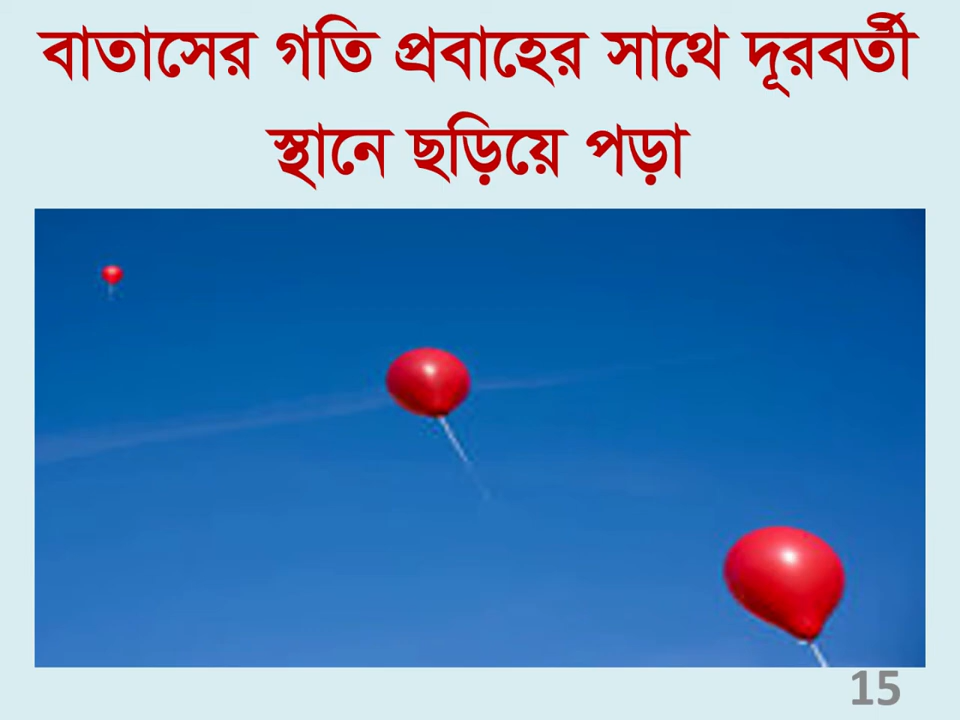 বাতাসের গতি প্রবাহের সাথে দূরবর্তী
স্থানে ছড়িয়ে পড়া
15